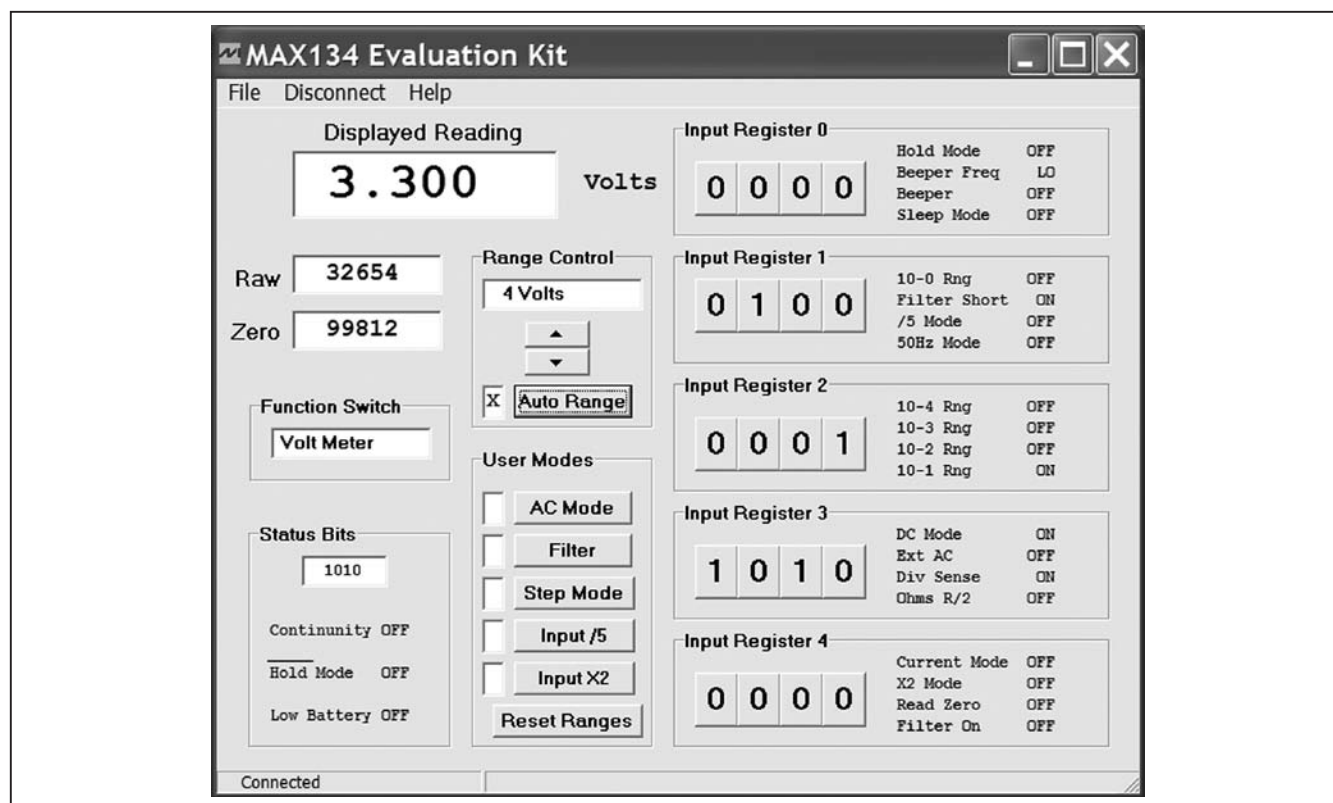 MAX134 Evaluation Kit
File Disconnect Help
Displayed Reading
3.300 Volts
Raw 32654
Zero 99812
Function Switch
Volt Meter
Status Bits
1010
Continunity OFF
Hold Mode OFF
Low Battery OFF
Range Control
4 Volts
X Auto Range
User Modes
AC Mode
Filter
Step Mode
Input /5
Input X2
Reset Ranges
Input Register 0
0 0 0 0
Hold Mode OFF
Beeper Freq LO
Beeper OFF
Sleep Mode OFF
Input Register 1
0 1 0 0
10-0 Rng OFF
Filter Short ON
/5 Mode OFF
50Hz Mode OFF
Input Register 2
0 0 0 1
10-4 Rng OFF
10-3 Rng OFF
10-2 Rng OFF
10-1 Rng ON
Input Register 3
1 0 1 0
DC Mode ON
Ext AC OFF
Div Sense ON
Ohms R/2 OFF
Input Register 4
0 0 0 0
Current Mode OFF
X2 Mode OFF
Read Zero OFF
Filter On OFF
Connected